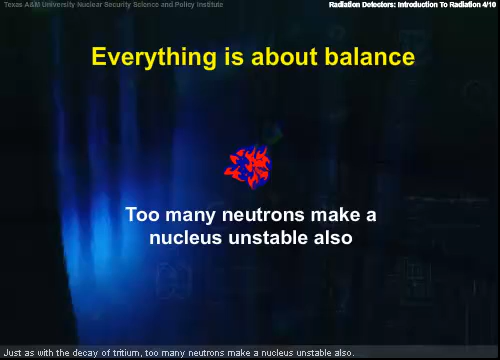 Texas A&M University Nuclear Security Science and Policy Institute
Radiation Detectors: Introduction To Radiation 4/10
Everything is about balance
Too many neutrons make a
nucleus unstable also
Just as with the decay of tritium, too many neutrons make a nucleus unstable also.